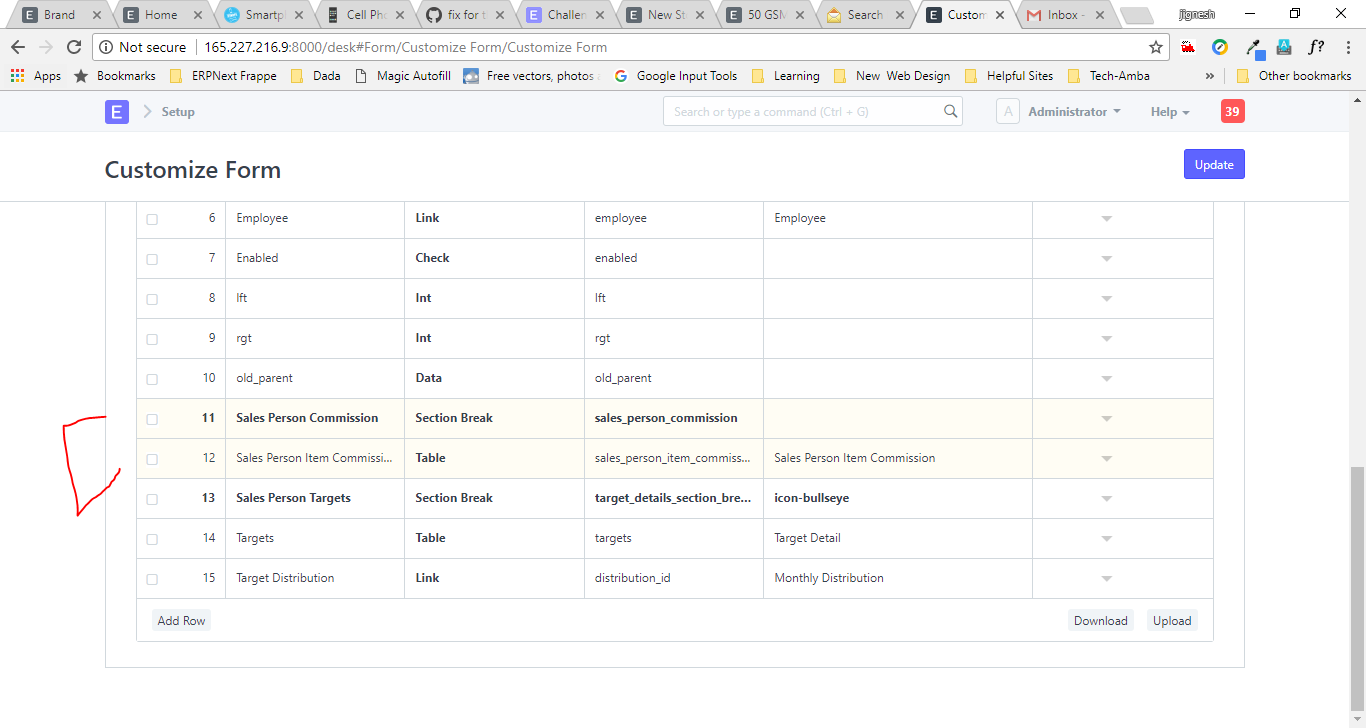 Brand
Home
Smartpl
Cell Pho
fix for t
Challen
New St
50 GSM
Search
Custom
Inbox -
jignesh
Not secure 165.227.216.9:8000/desk#Form/Customize Form/Customize Form
f?
Apps Bookmarks ERPNext Frappe Dada Magic Autofill Free vectors, photos Google Input Tools Learning New Web Design Helpful Sites Tech-Amba » Other bookmarks
E Setup Search or type a command (Ctrl + G) A Administrator Help 39
Customize Form Update
6 Employee Link employee Employee
7 Enabled Check enabled
8 lft Int lft
9 rgt Int rgt
10 old_parent Data old_parent
11 Sales Person Commission Section Break sales_person_commission
12 Sales Person Item Commissi... Table sales_person_item_commiss... Sales Person Item Commission
13 Sales Person Targets Section Break target_details_section_bre... icon-bullseye
14 Targets Table targets Target Detail
15 Target Distribution Link distribution_id Monthly Distribution
Add Row Download Upload